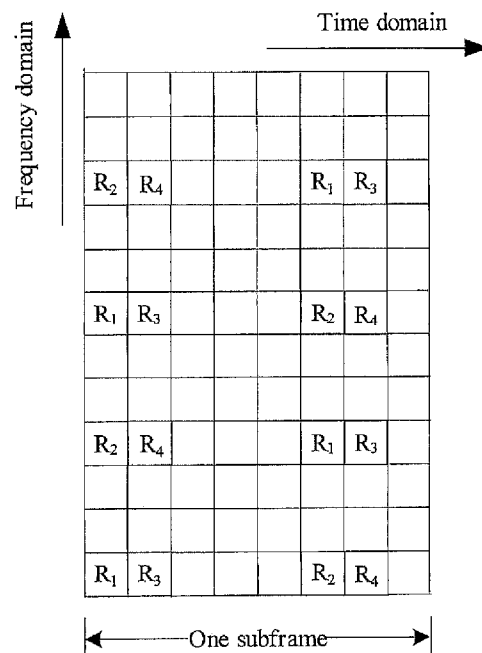 Time domain
Frequency domain
R₂ R₄ R₁ R₃
R₁ R₃ R₂ R₄
R₂ R₄ R₁ R₃
R₁ R₃ R₂ R₄
One subframe